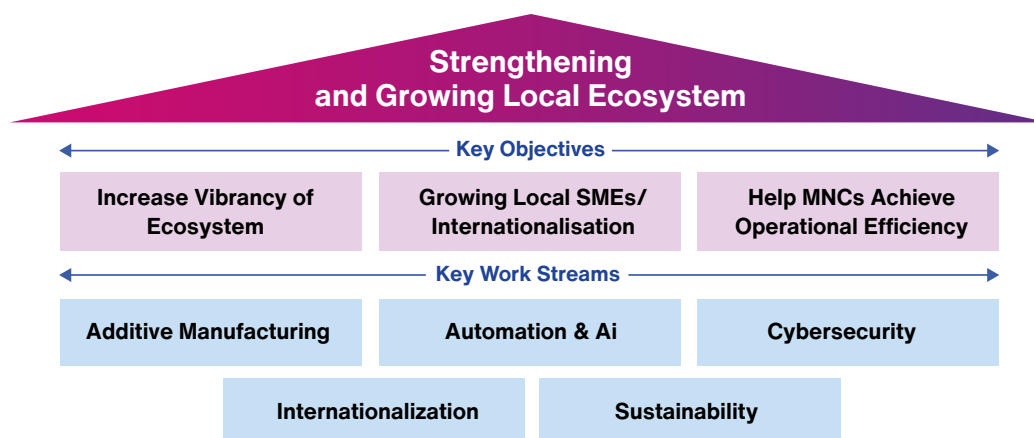 Strengthening
and Growing Local Ecosystem
Key Objectives
Increase Vibrancy of
Ecosystem
Growing Local SMEs/
Internationalisation
Help MNCs Achieve
Operational Efficiency
Key Work Streams
Additive Manufacturing
Automation & Ai
Cybersecurity
Internationalization
Sustainability